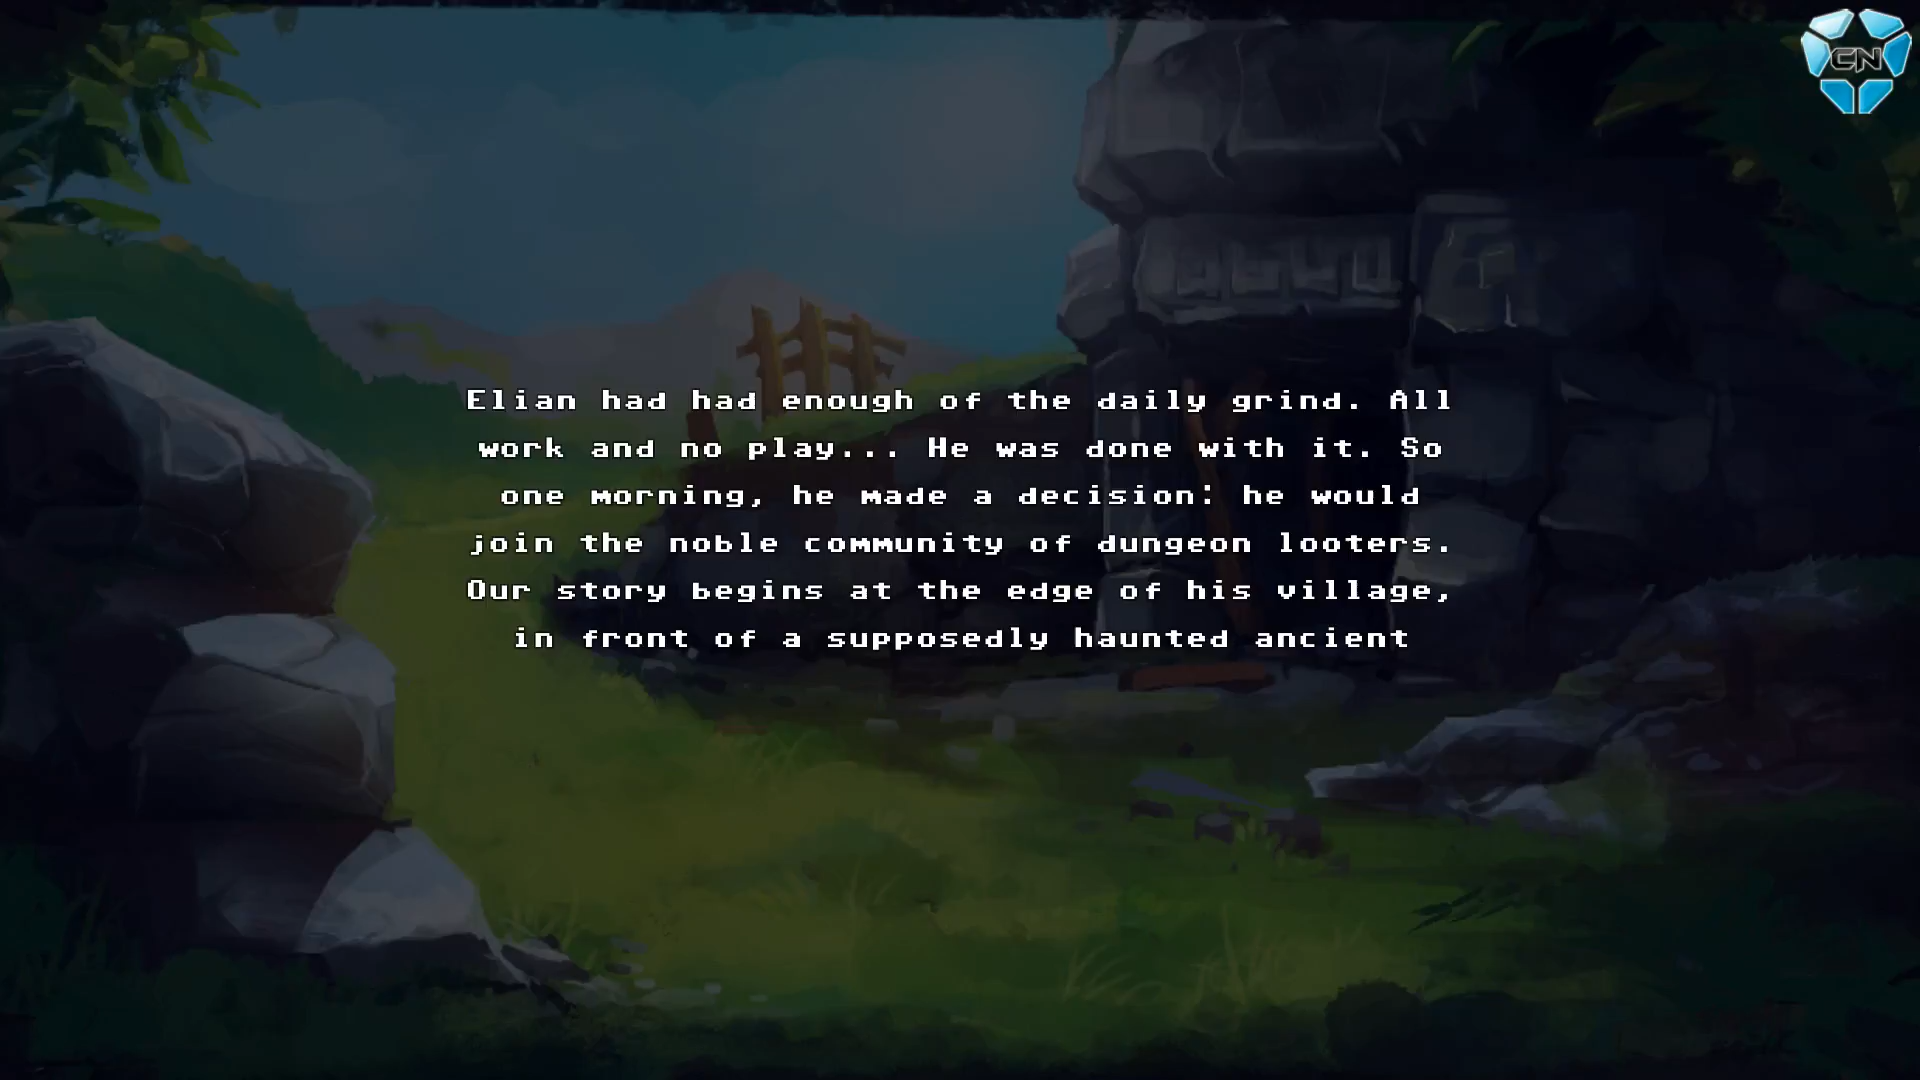 CN
Elian had had enough of the daily grind. All
work and no play... He was done with it. So
one morning, he made a decision: he would
join the noble community of dungeon looters.
Our story begins at the edge of his village,
in front of a supposedly haunted ancient